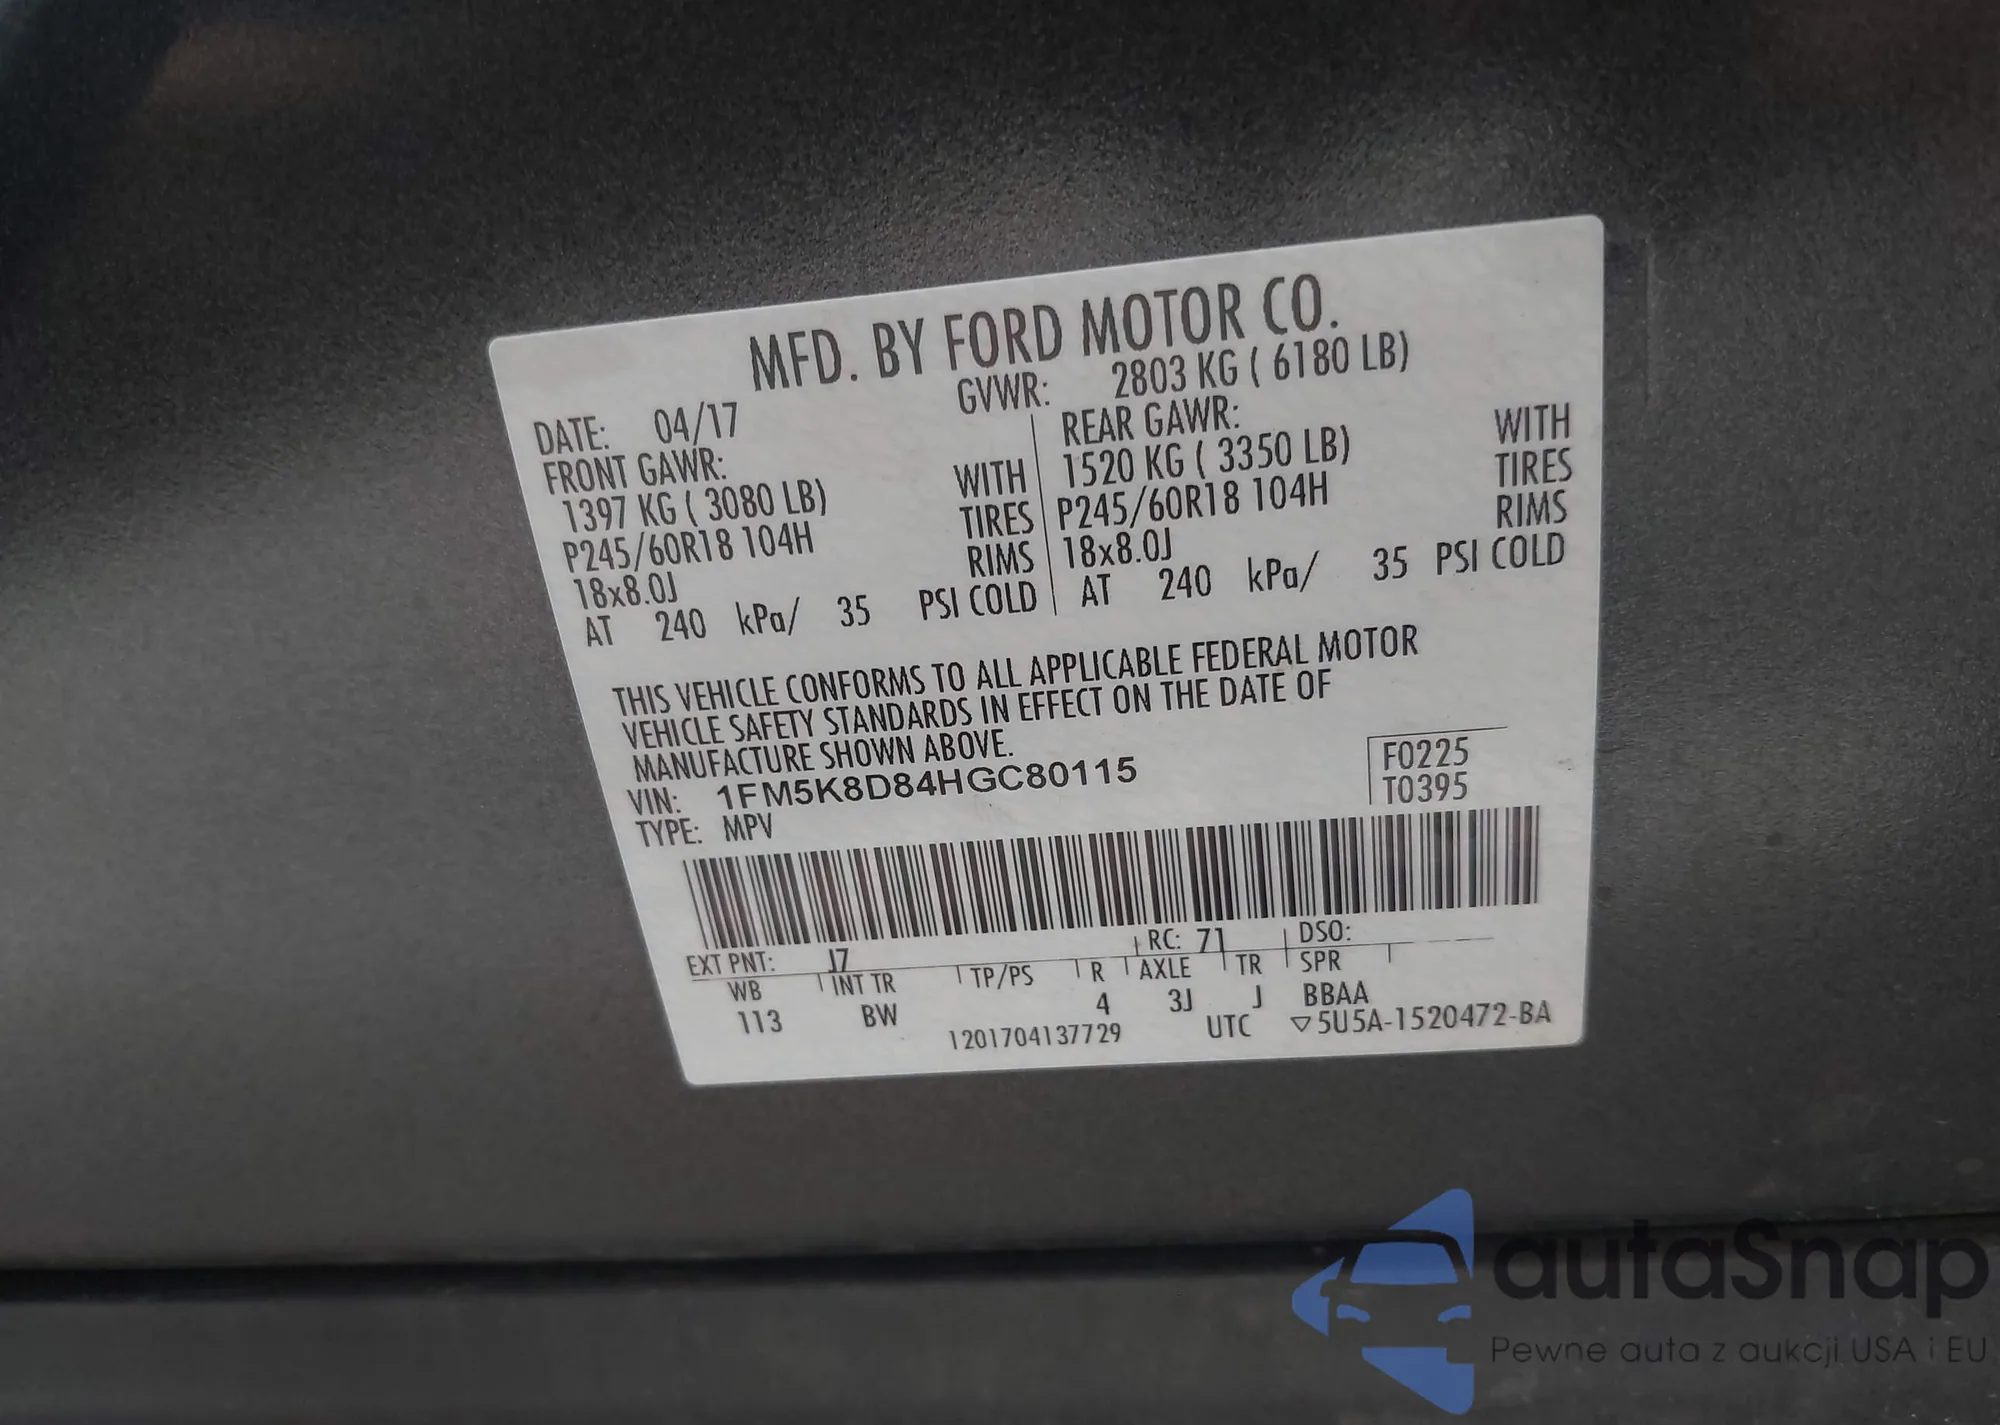 MFD. BY FORD MOTOR CO.
DATE: 04/17 GVWR: 2803 KG ( 6180 LB)
FRONT GAWR: REAR GAWR:
1397 KG ( 3080 LB) WITH 1520 KG ( 3350 LB) WITH
P245/60R18 104H TIRES P245/60R18 104H TIRES
18x8.0J RIMS 18x8.0J RIMS
AT 240 kPa/ 35 PSI COLD AT 240 kPa/ 35 PSI COLD
THIS VEHICLE CONFORMS TO ALL APPLICABLE FEDERAL MOTOR
VEHICLE SAFETY STANDARDS IN EFFECT ON THE DATE OF
MANUFACTURE SHOWN ABOVE.
VIN: 1FM5K8D84HGC80115
TYPE: MPV
F0225
T0395
EXT PNT: J7 RC: 71 DSO:
WB INT TR TP/PS R AXLE TR SPR
113 BW 4 3J J BBAA
1201704137729 UTC ▽5U5A-1520472-BA
autaSnap
Pewne auta z aukcji USA i EU